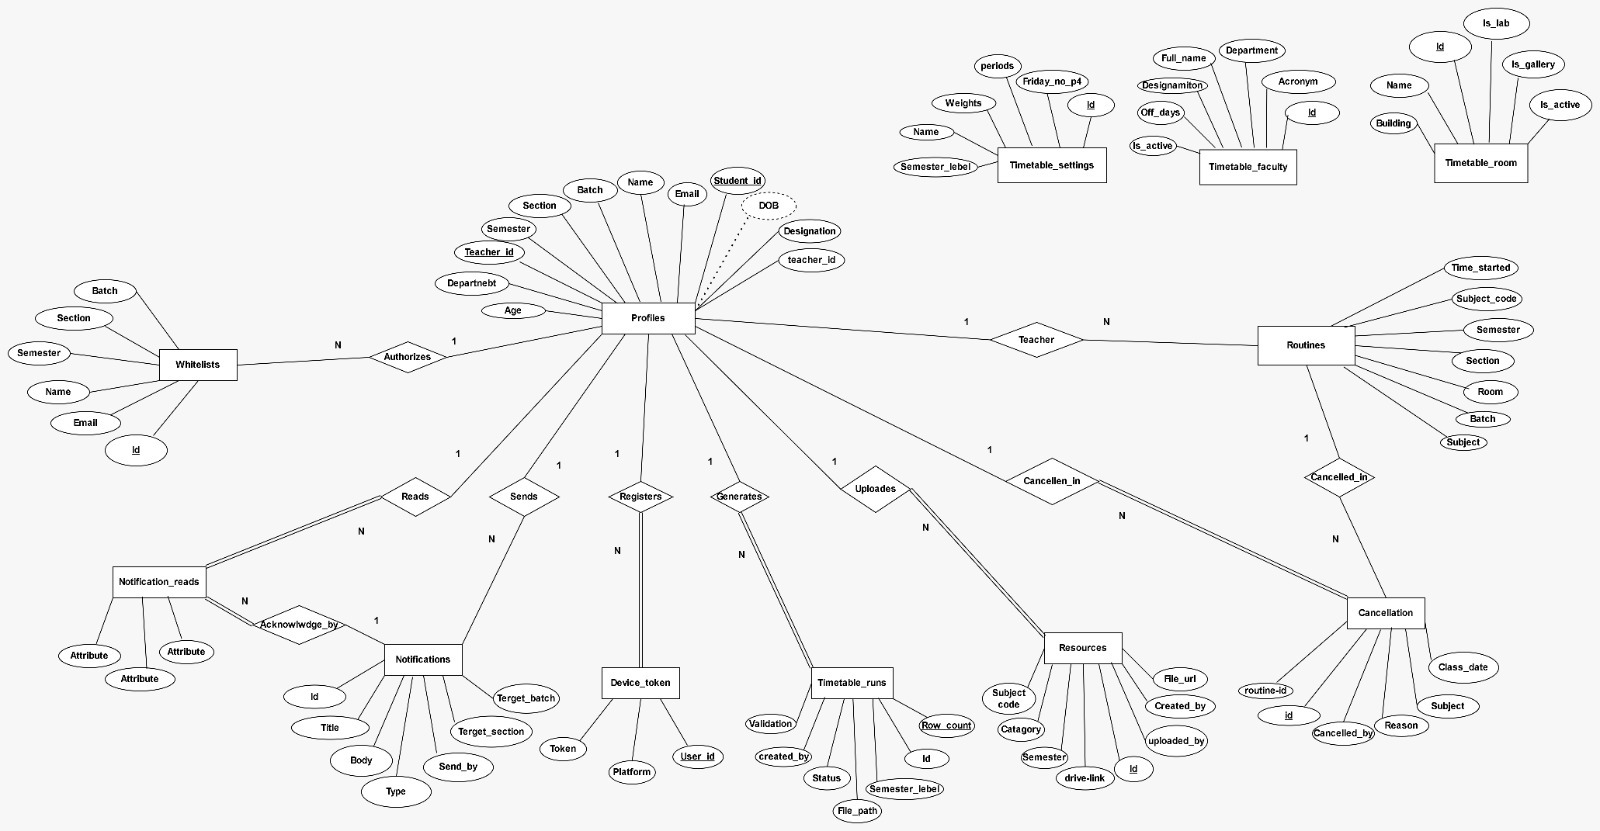 Is_lab
Id
Is_gallery
Name
Is_active
Building
Timetable_room
Full_name
Department
Designamiton
Acronym
Off_days
Id
Is_active
Timetable_faculty
periods
Friday_no_p4
Weights
Id
Name
Semester_lebel
Timetable_settings
Student_id
Name
Email
Batch
DOB
Section
Designation
Semester
Teacher_id
teacher_id
Departnebt
Age
Profiles
Batch
Section
Semester
Name
Email
Id
Whitelists
N
Authorizes
1
1
Teacher
N
Routines
Time_started
Subject_code
Semester
Section
Room
Batch
Subject
1
Reads
N
1
Sends
N
1
Registers
N
1
Generates
N
1
Uploades
N
1
Cancellen_in
N
1
Cancelled_in
N
Notification_reads
Attribute
Attribute
Attribute
N
Acknowlwdge_by
1
Notifications
Id
Title
Body
Type
Send_by
Terget_section
Terget_batch
Device_token
Token
Platform
User_id
Timetable_runs
Validation
created_by
Status
File_path
Semester_lebel
Id
Row_count
Resources
Subject
code
Catagory
Semester
drive-link
Id
uploaded_by
Created_by
File_url
Cancellation
routine-id
id
Cancelled_by
Reason
Subject
Class_date